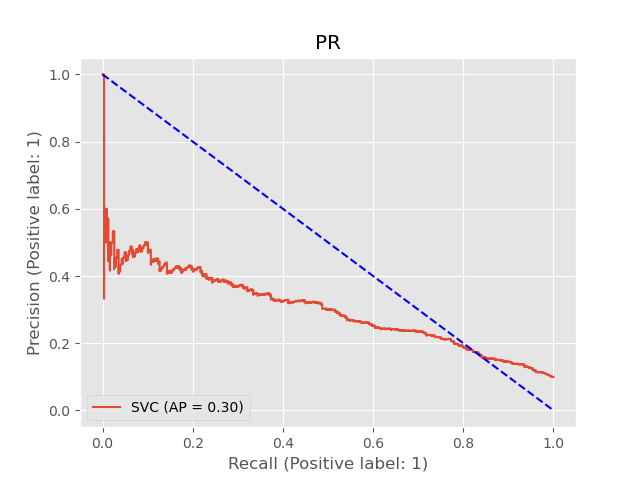 PR
1.0
0.8
0.6
0.4
0.2
0.0
Precision (Positive label: 1)
SVC (AP = 0.30)
0.0 0.2 0.4 0.6 0.8 1.0
Recall (Positive label: 1)